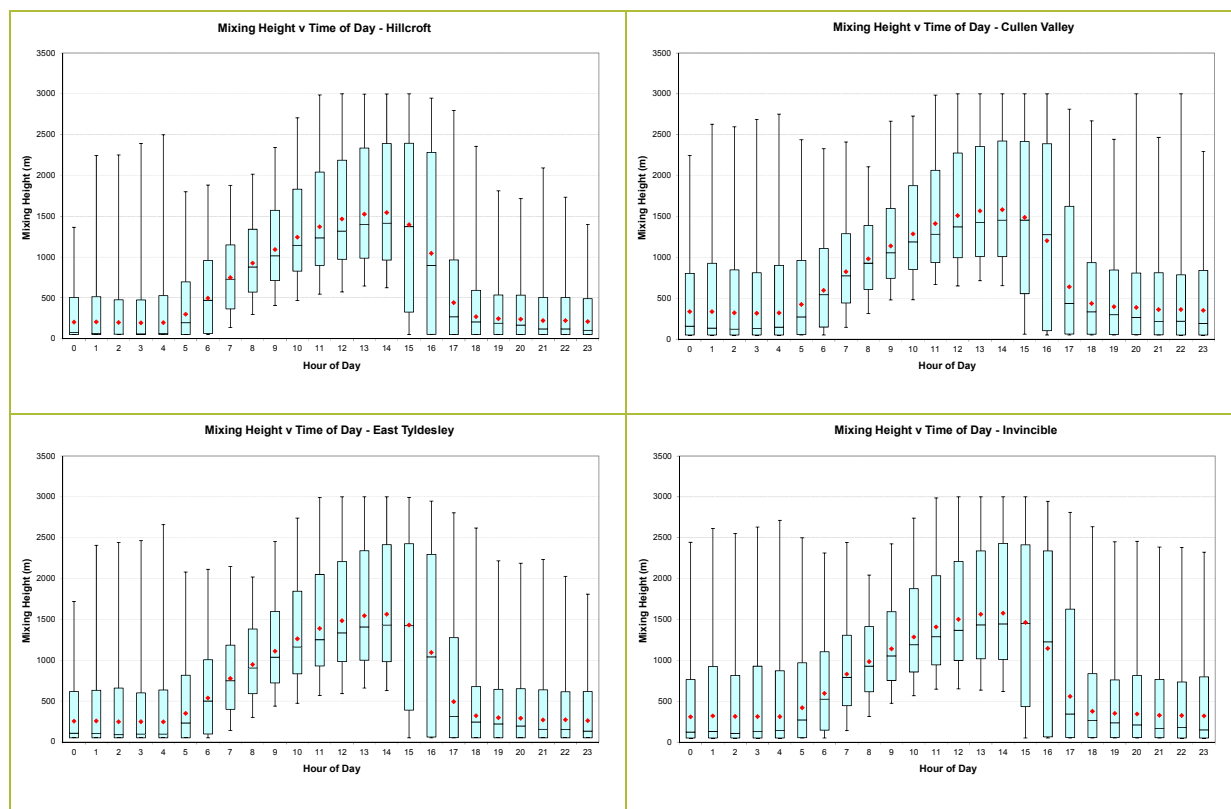 Mixing Height v Time of Day - Hillcroft
3500
3000
2500
2000
1500
1000
500
0
Mixing Height (m)
0 1 2 3 4 5 6 7 8 9 10 11 12 13 14 15 16 17 18 19 20 21 22 23
Hour of Day
Mixing Height v Time of Day - Cullen Valley
3500
3000
2500
2000
1500
1000
500
0
Mixing Height (m)
0 1 2 3 4 5 6 7 8 9 10 11 12 13 14 15 16 17 18 19 20 21 22 23
Hour of Day
Mixing Height v Time of Day - East Tyldesley
3500
3000
2500
2000
1500
1000
500
0
Mixing Height (m)
0 1 2 3 4 5 6 7 8 9 10 11 12 13 14 15 16 17 18 19 20 21 22 23
Hour of Day
Mixing Height v Time of Day - Invincible
3500
3000
2500
2000
1500
1000
500
0
Mixing Height (m)
0 1 2 3 4 5 6 7 8 9 10 11 12 13 14 15 16 17 18 19 20 21 22 23
Hour of Day